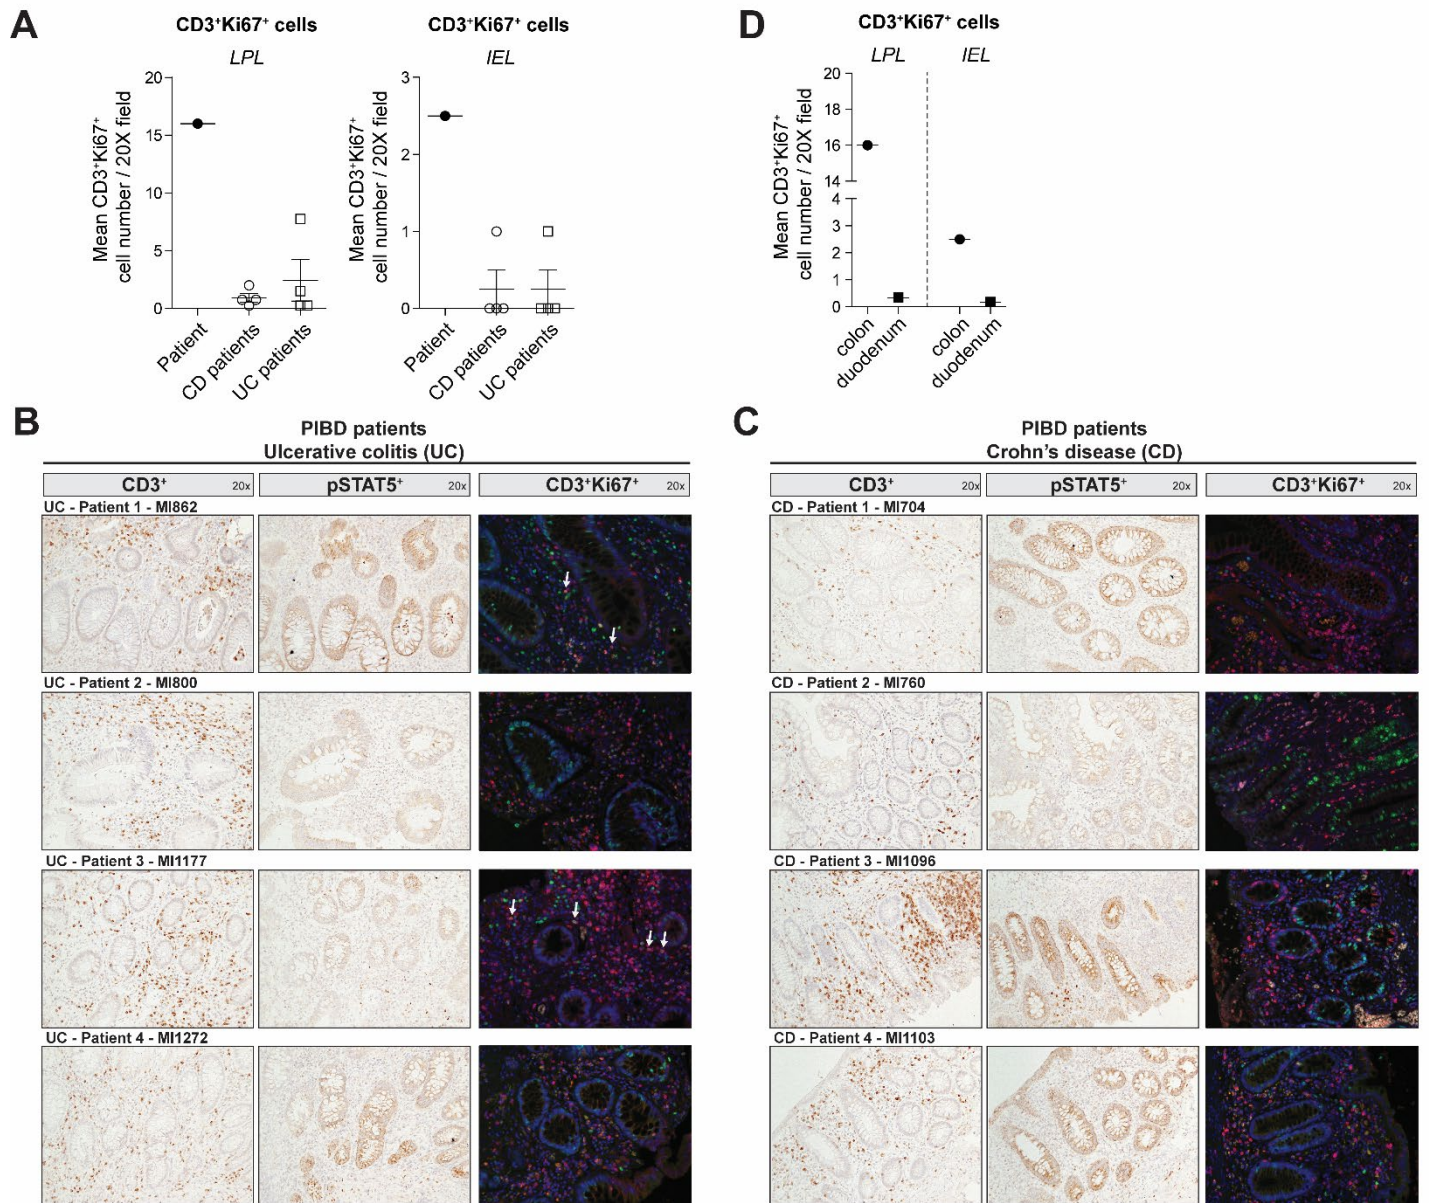 A
CD3⁺Ki67⁺ cells
LPL
Mean CD3⁺Ki67⁺
cell number / 20X field
20
15
10
5
0
Patient
CD patients
UC patients
CD3⁺Ki67⁺ cells
IEL
Mean CD3⁺Ki67⁺
cell number / 20X field
3
2
1
0
Patient
CD patients
UC patients
D
CD3⁺Ki67⁺ cells
LPL
IEL
Mean CD3⁺Ki67⁺
cell number / 20X field
20
18
16
14
4
3
2
1
0
colon
duodenum
colon
duodenum
B
PIBD patients
Ulcerative colitis (UC)
CD3⁺ 20x
pSTAT5⁺ 20x
CD3⁺Ki67⁺ 20x
UC - Patient 1 - MI862
UC - Patient 2 - MI800
UC - Patient 3 - MI1177
UC - Patient 4 - MI1272
C
PIBD patients
Crohn's disease (CD)
CD3⁺ 20x
pSTAT5⁺ 20x
CD3⁺Ki67⁺ 20x
CD - Patient 1 - MI704
CD - Patient 2 - MI760
CD - Patient 3 - MI1096
CD - Patient 4 - MI1103